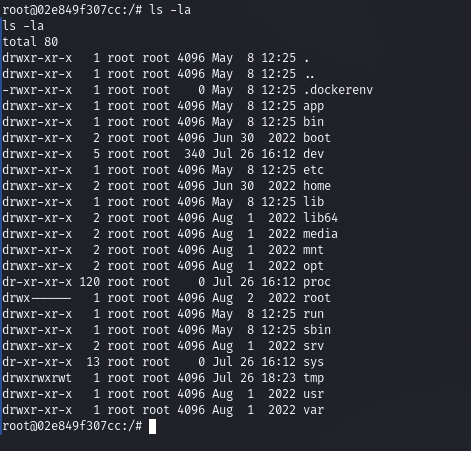 root@02e849f307cc:/# ls -la
ls -la
total 80
drwxr-xr-x   1 root root 4096 May  8 12:25 .
drwxr-xr-x   1 root root 4096 May  8 12:25 ..
-rwxr-xr-x   1 root root    0 May  8 12:25 .dockerenv
drwxr-xr-x   1 root root 4096 May  8 12:25 app
drwxr-xr-x   1 root root 4096 May  8 12:25 bin
drwxr-xr-x   2 root root 4096 Jun 30  2022 boot
drwxr-xr-x   5 root root  340 Jul 26 16:12 dev
drwxr-xr-x   1 root root 4096 May  8 12:25 etc
drwxr-xr-x   2 root root 4096 Jun 30  2022 home
drwxr-xr-x   1 root root 4096 May  8 12:25 lib
drwxr-xr-x   2 root root 4096 Aug  1  2022 lib64
drwxr-xr-x   2 root root 4096 Aug  1  2022 media
drwxr-xr-x   2 root root 4096 Aug  1  2022 mnt
drwxr-xr-x   2 root root 4096 Aug  1  2022 opt
dr-xr-xr-x 120 root root    0 Jul 26 16:12 proc
drwx------   1 root root 4096 Aug  2  2022 root
drwxr-xr-x   1 root root 4096 May  8 12:25 run
drwxr-xr-x   1 root root 4096 May  8 12:25 sbin
drwxr-xr-x   2 root root 4096 Aug  1  2022 srv
dr-xr-xr-x  13 root root    0 Jul 26 16:12 sys
drwxrwxrwt   1 root root 4096 Jul 26 18:23 tmp
drwxr-xr-x   1 root root 4096 Aug  1  2022 usr
drwxr-xr-x   1 root root 4096 Aug  1  2022 var
root@02e849f307cc:/#